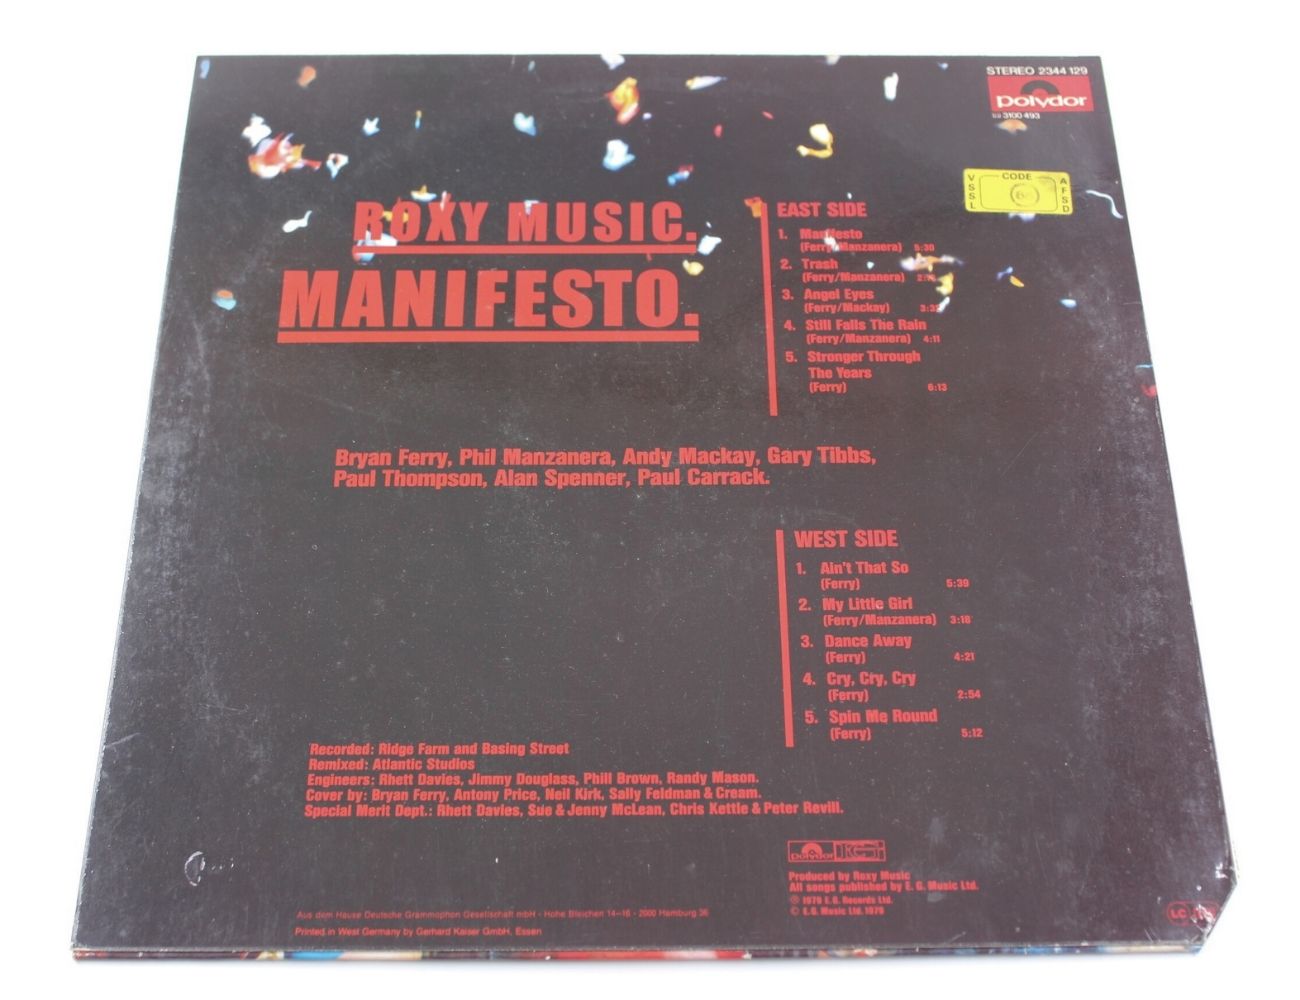 STEREO 2344 129
polydor
3100 493
VSSL
CODE
AFSD
ROXY MUSIC.
MANIFESTO.
EAST SIDE
1. Manifesto
(Ferry/Manzanera) 5:30
2. Trash
(Ferry/Manzanera)
3. Angel Eyes
(Ferry/Mackay)
4. Still Falls The Rain
(Ferry/Manzanera) 4:11
5. Stronger Through
The Years
(Ferry) 6:13
Bryan Ferry, Phil Manzanera, Andy Mackay, Gary Tibbs,
Paul Thompson, Alan Spenner, Paul Carrack.
WEST SIDE
1. Ain't That So
(Ferry) 5:39
2. My Little Girl
(Ferry/Manzanera) 3:18
3. Dance Away
(Ferry) 4:21
4. Cry, Cry, Cry
(Ferry) 2:54
5. Spin Me Round
(Ferry) 5:12
Recorded: Ridge Farm and Basing Street
Remixed: Atlantic Studios
Engineers: Rhett Davies, Jimmy Douglass, Phill Brown, Randy Mason.
Cover by: Bryan Ferry, Antony Price, Neil Kirk, Sally Feldman & Cream.
Special Merit Dept.: Rhett Davies, Sue & Jenny McLean, Chris Kettle & Peter Revill.
polydor
Produced by Roxy Music
All songs published by E. G. Music Ltd.
℗ 1979 E.G. Records Ltd.
© E.G. Music Ltd. 1979
Aus dem Hause Deutsche Grammophon Gesellschaft mbH - Hohe Bleichen 14–16 - 2000 Hamburg 36
Printed in West Germany by Gerhard Kaiser GmbH, Essen
LC